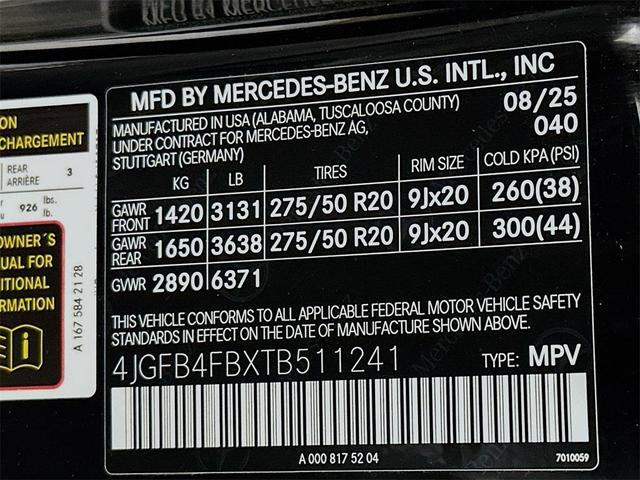 MFD BY MERCEDES-BENZ U.S. INTL., INC
MANUFACTURED IN USA (ALABAMA, TUSCALOOSA COUNTY) 08/25
UNDER CONTRACT FOR MERCEDES-BENZ AG, 040
STUTTGART (GERMANY)
KG LB TIRES RIM SIZE COLD KPA (PSI)
GAWR FRONT 1420 3131 275/50 R20 9Jx20 260(38)
GAWR REAR 1650 3638 275/50 R20 9Jx20 300(44)
GVWR 2890 6371
THIS VEHICLE CONFORMS TO ALL APPLICABLE FEDERAL MOTOR VEHICLE SAFETY
STANDARDS IN EFFECT ON THE DATE OF MANUFACTURE SHOWN ABOVE.
4JGFB4FBXTB511241 TYPE: MPV
A 000 817 52 04 7010059
CHARGEMENT
REAR 3
ARRIÈRE
926 lbs.
lb.
OWNER´S
FOR
INFORMATION
A 167 584 21 28